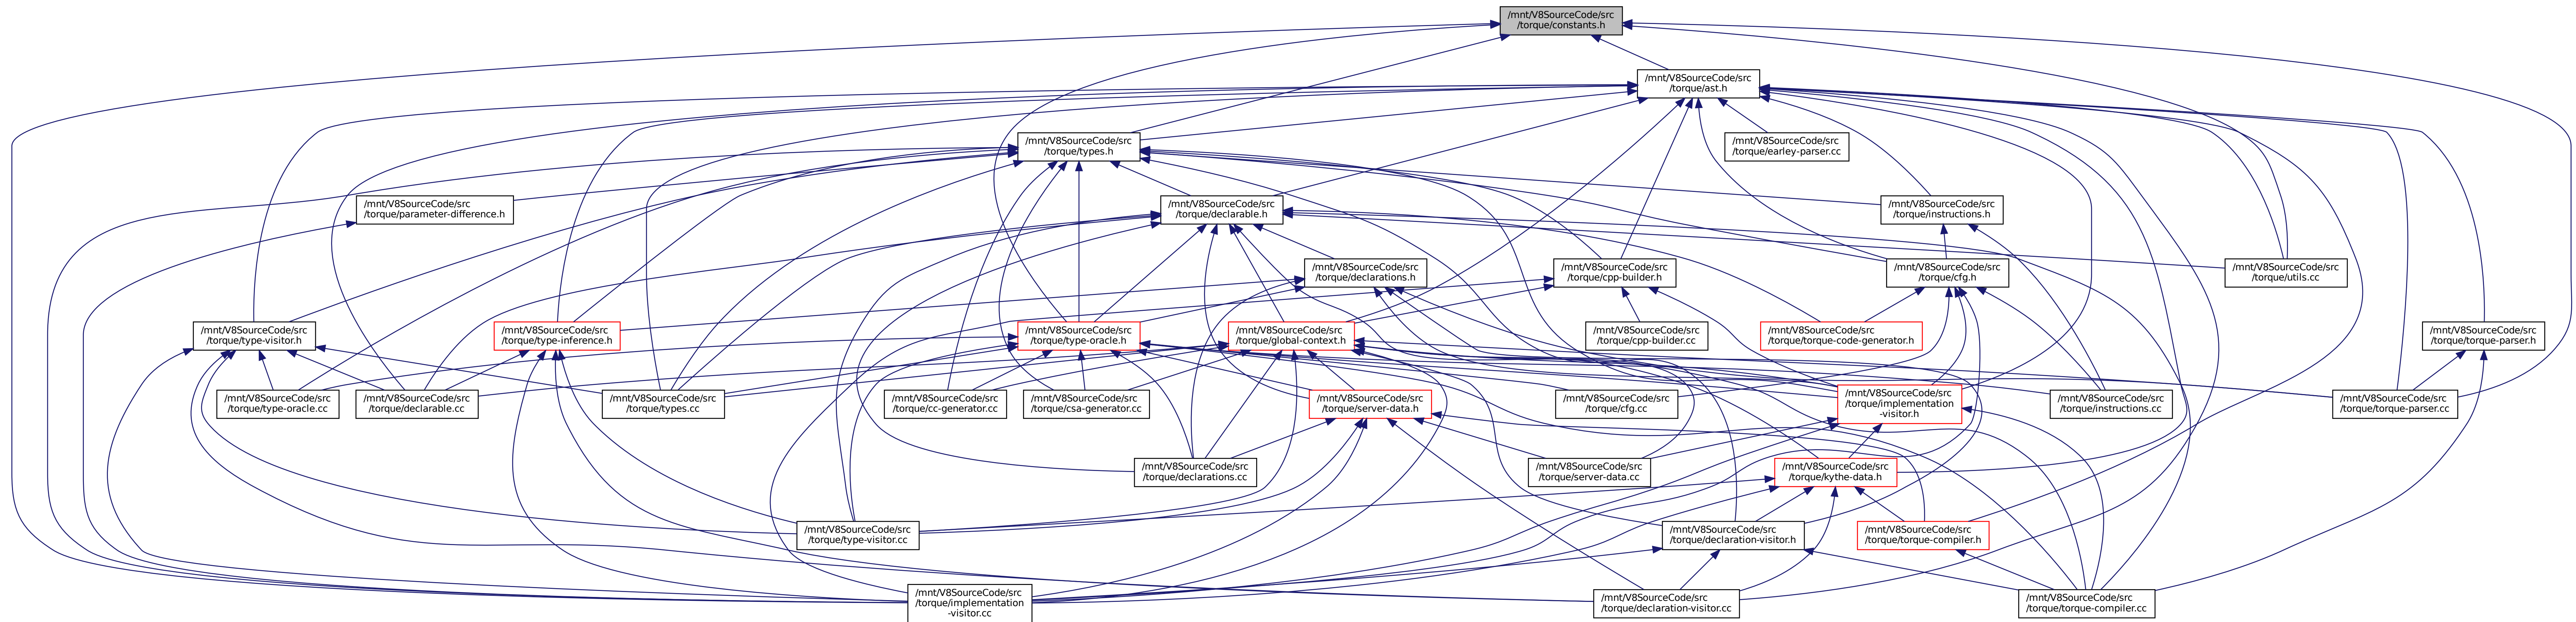 /mnt/V8SourceCode/src
/torque/constants.h
/mnt/V8SourceCode/src
/torque/ast.h
/mnt/V8SourceCode/src
/torque/types.h
/mnt/V8SourceCode/src
/torque/earley-parser.cc
/mnt/V8SourceCode/src
/torque/parameter-difference.h
/mnt/V8SourceCode/src
/torque/declarable.h
/mnt/V8SourceCode/src
/torque/instructions.h
/mnt/V8SourceCode/src
/torque/declarations.h
/mnt/V8SourceCode/src
/torque/cpp-builder.h
/mnt/V8SourceCode/src
/torque/cfg.h
/mnt/V8SourceCode/src
/torque/utils.cc
/mnt/V8SourceCode/src
/torque/type-visitor.h
/mnt/V8SourceCode/src
/torque/type-inference.h
/mnt/V8SourceCode/src
/torque/type-oracle.h
/mnt/V8SourceCode/src
/torque/global-context.h
/mnt/V8SourceCode/src
/torque/cpp-builder.cc
/mnt/V8SourceCode/src
/torque/torque-code-generator.h
/mnt/V8SourceCode/src
/torque/torque-parser.h
/mnt/V8SourceCode/src
/torque/type-oracle.cc
/mnt/V8SourceCode/src
/torque/declarable.cc
/mnt/V8SourceCode/src
/torque/types.cc
/mnt/V8SourceCode/src
/torque/cc-generator.cc
/mnt/V8SourceCode/src
/torque/csa-generator.cc
/mnt/V8SourceCode/src
/torque/server-data.h
/mnt/V8SourceCode/src
/torque/cfg.cc
/mnt/V8SourceCode/src
/torque/implementation
-visitor.h
/mnt/V8SourceCode/src
/torque/instructions.cc
/mnt/V8SourceCode/src
/torque/torque-parser.cc
/mnt/V8SourceCode/src
/torque/declarations.cc
/mnt/V8SourceCode/src
/torque/server-data.cc
/mnt/V8SourceCode/src
/torque/kythe-data.h
/mnt/V8SourceCode/src
/torque/type-visitor.cc
/mnt/V8SourceCode/src
/torque/declaration-visitor.h
/mnt/V8SourceCode/src
/torque/torque-compiler.h
/mnt/V8SourceCode/src
/torque/implementation
-visitor.cc
/mnt/V8SourceCode/src
/torque/declaration-visitor.cc
/mnt/V8SourceCode/src
/torque/torque-compiler.cc